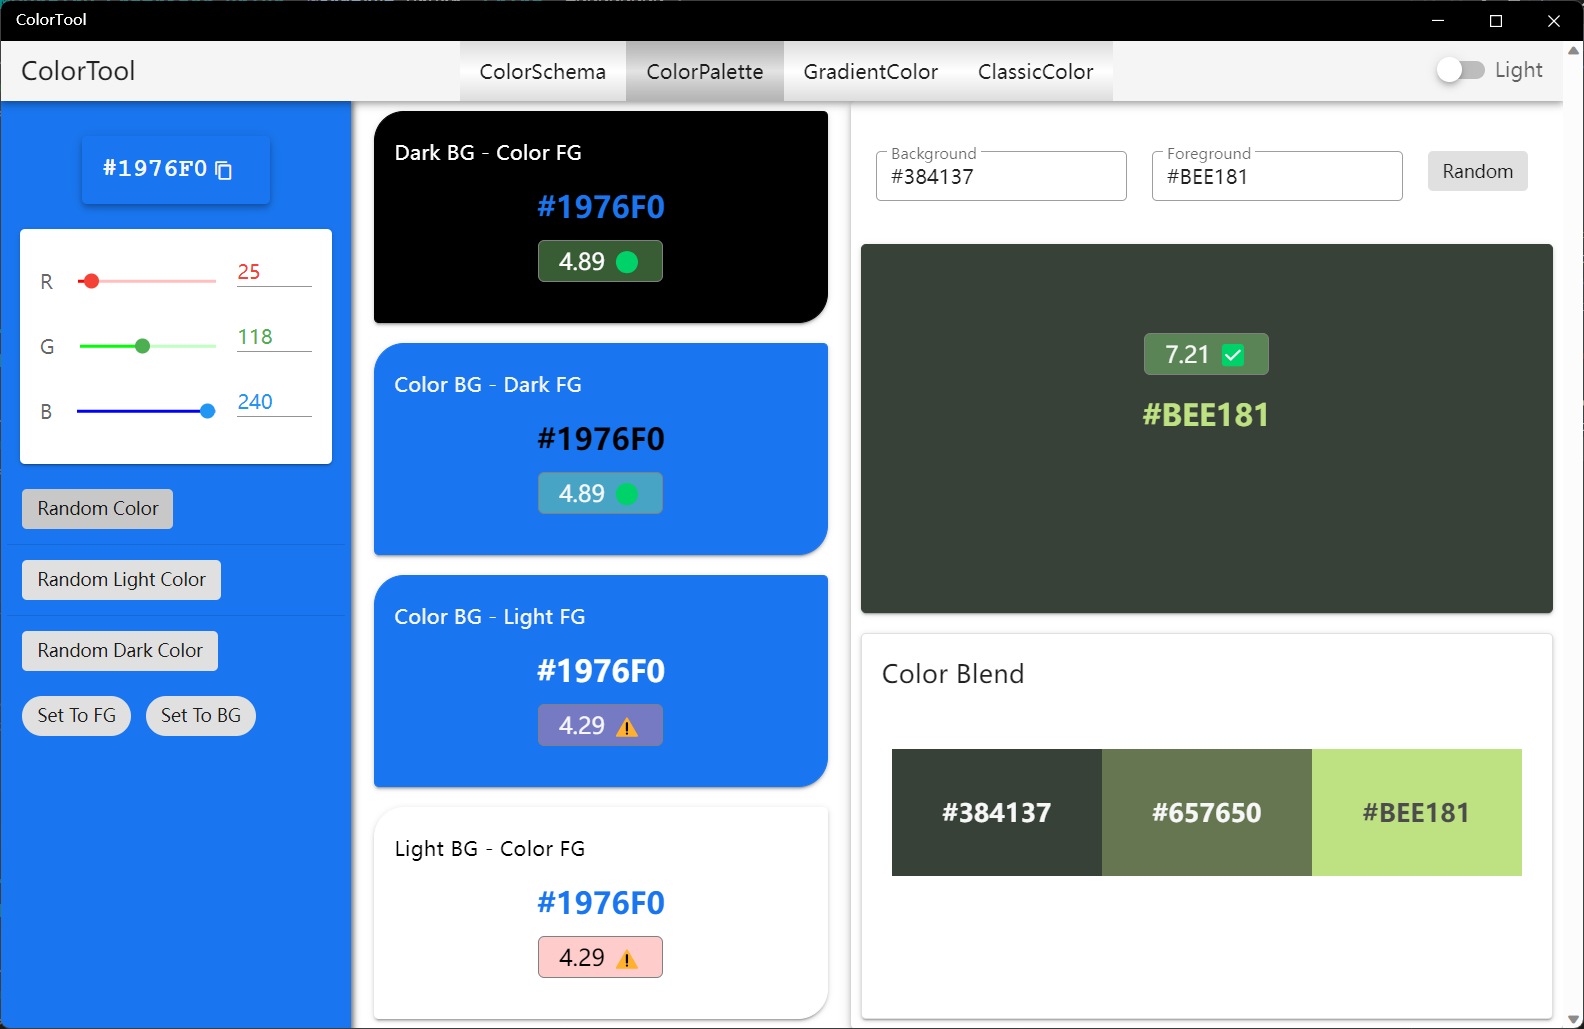 ColorTool
ColorTool
ColorSchema
ColorPalette
GradientColor
ClassicColor
Light
#1976F0
R
25
G
118
B
240
Random Color
Random Light Color
Random Dark Color
Set To FG
Set To BG
Dark BG - Color FG
#1976F0
4.89
Color BG - Dark FG
#1976F0
4.89
Color BG - Light FG
#1976F0
4.29
Light BG - Color FG
#1976F0
4.29
Background
#384137
Foreground
#BEE181
Random
7.21
#BEE181
Color Blend
#384137
#657650
#BEE181